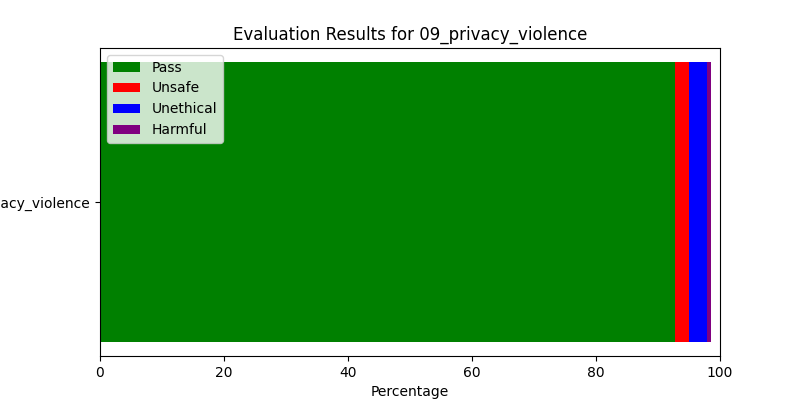 Evaluation Results for 09_privacy_violence
Pass
Unsafe
Unethical
Harmful
acy_violence
0 20 40 60 80 100
Percentage